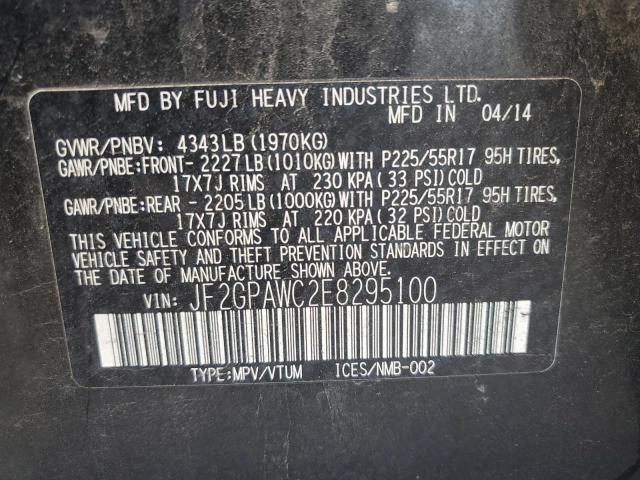 MFD BY FUJI HEAVY INDUSTRIES LTD.
MFD IN 04/14
GVWR/PNBV: 4343LB(1970KG)
GAWR/PNBE:FRONT- 2227LB(1010KG)WITH P225/55R17 95H TIRES,
17X7J RIMS AT 230 KPA(33 PSI)COLD
GAWR/PNBE:REAR - 2205LB(1000KG)WITH P225/55R17 95H TIRES,
17X7J RIMS AT 220 KPA(32 PSI)COLD
THIS VEHICLE CONFORMS TO ALL APPLICABLE FEDERAL MOTOR
VEHICLE SAFETY AND THEFT PREVENTION STANDARDS IN EFFECT ON
THE DATE OF MANUFACTURE SHOWN ABOVE.
VIN: JF2GPAWC2E8295100
TYPE:MPV/VTUM ICES/NMB-002